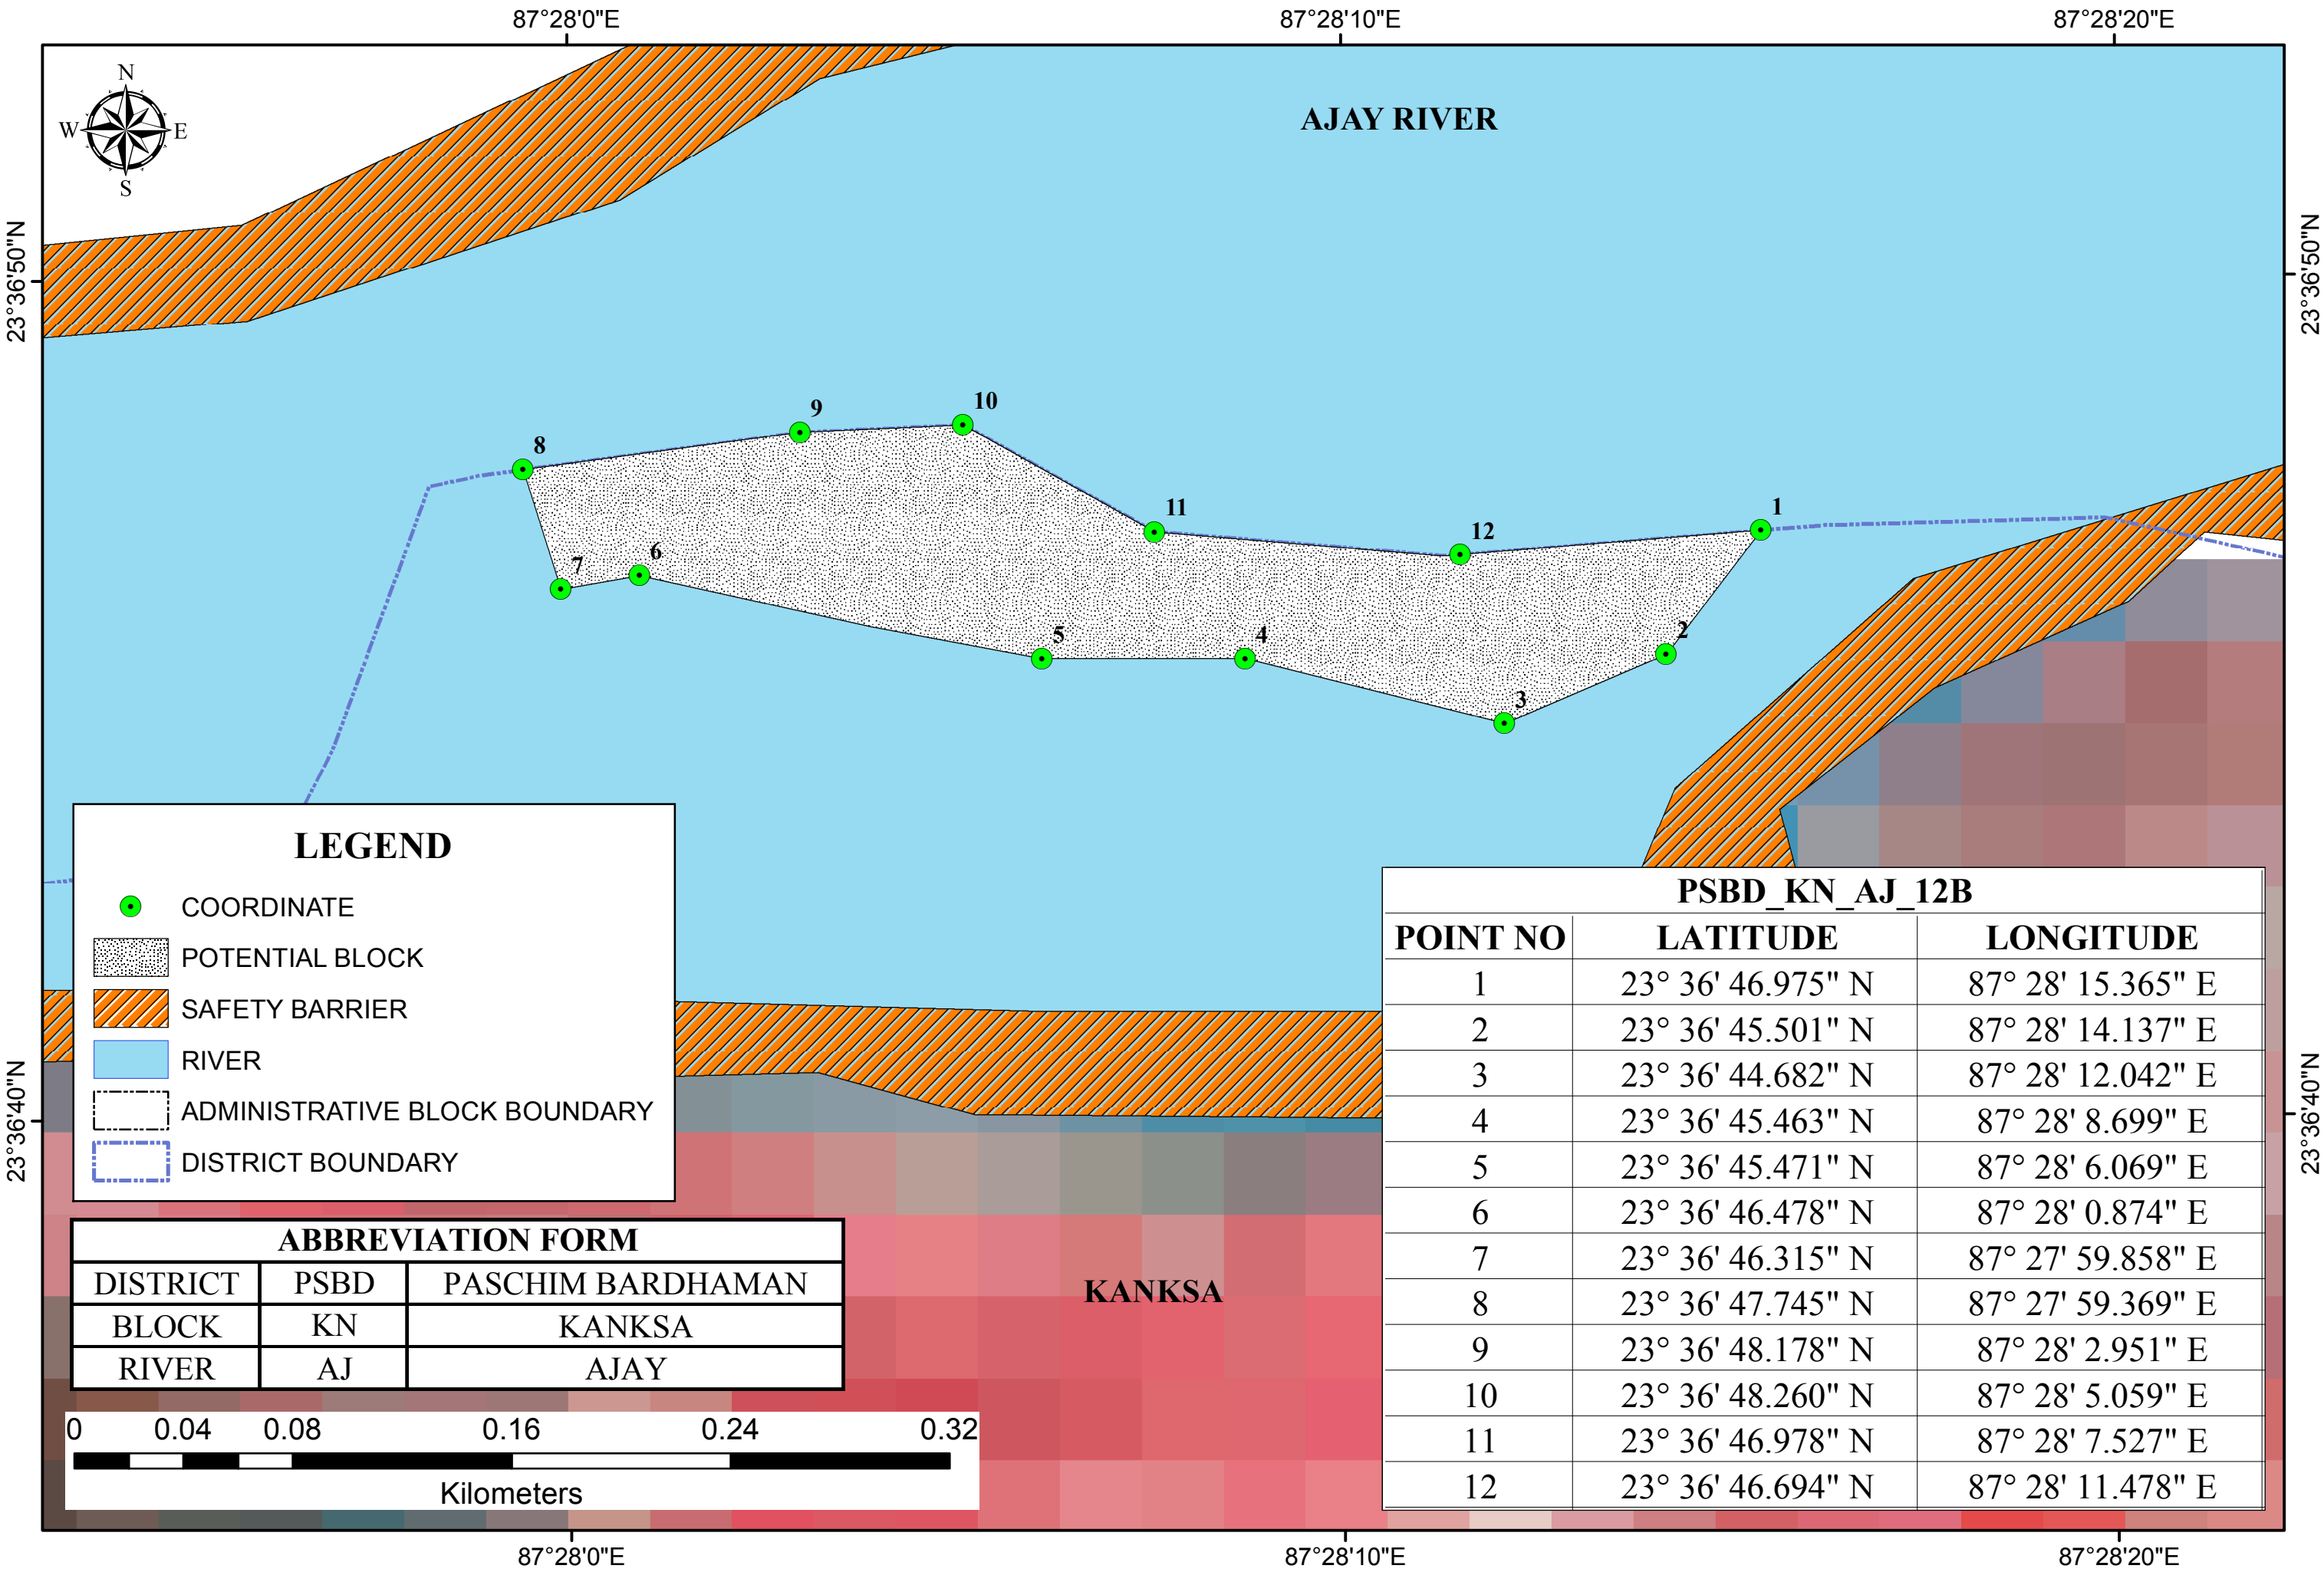 87°28'0"E 87°28'10"E 87°28'20"E
N
W E
S
AJAY RIVER
23°36'50"N 23°36'50"N
10
9
8
11
12
1
6
7
5
4
2
3
LEGEND
COORDINATE
POTENTIAL BLOCK
SAFETY BARRIER
RIVER
ADMINISTRATIVE BLOCK BOUNDARY
DISTRICT BOUNDARY
23°36'40"N 23°36'40"N
PSBD_KN_AJ_12B
POINT NO LATITUDE LONGITUDE
1 23° 36' 46.975" N 87° 28' 15.365" E
2 23° 36' 45.501" N 87° 28' 14.137" E
3 23° 36' 44.682" N 87° 28' 12.042" E
4 23° 36' 45.463" N 87° 28' 8.699" E
5 23° 36' 45.471" N 87° 28' 6.069" E
6 23° 36' 46.478" N 87° 28' 0.874" E
7 23° 36' 46.315" N 87° 27' 59.858" E
8 23° 36' 47.745" N 87° 27' 59.369" E
9 23° 36' 48.178" N 87° 28' 2.951" E
10 23° 36' 48.260" N 87° 28' 5.059" E
11 23° 36' 46.978" N 87° 28' 7.527" E
12 23° 36' 46.694" N 87° 28' 11.478" E
ABBREVIATION FORM
DISTRICT PSBD PASCHIM BARDHAMAN
BLOCK KN KANKSA
RIVER AJ AJAY
KANKSA
0 0.04 0.08 0.16 0.24 0.32
Kilometers
87°28'0"E 87°28'10"E 87°28'20"E